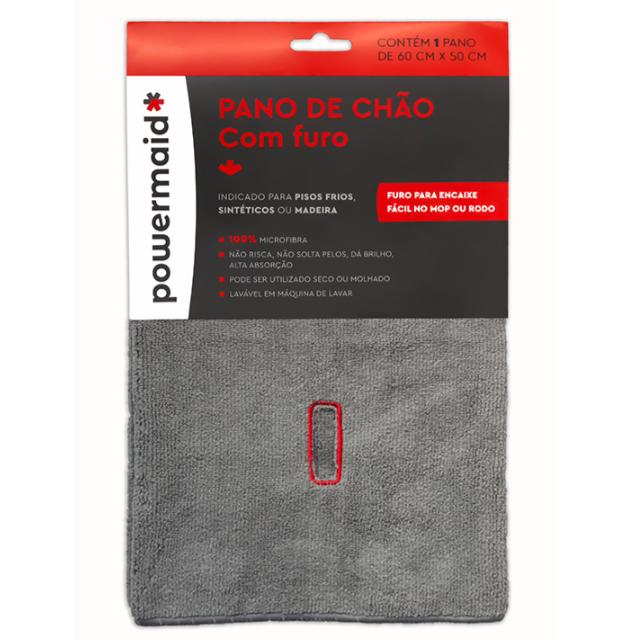 CONTÉM 1 PANO
DE 60 CM X 50 CM
powermaid*
PANO DE CHÃO
Com furo
INDICADO PARA PISOS FRIOS,
SINTÉTICOS OU MADEIRA
FURO PARA ENCAIXE
FÁCIL NO MOP OU RODO
100% MICROFIBRA
NÃO RISCA, NÃO SOLTA PELOS, DÁ BRILHO,
ALTA ABSORÇÃO
PODE SER UTILIZADO SECO OU MOLHADO
LAVÁVEL EM MÁQUINA DE LAVAR